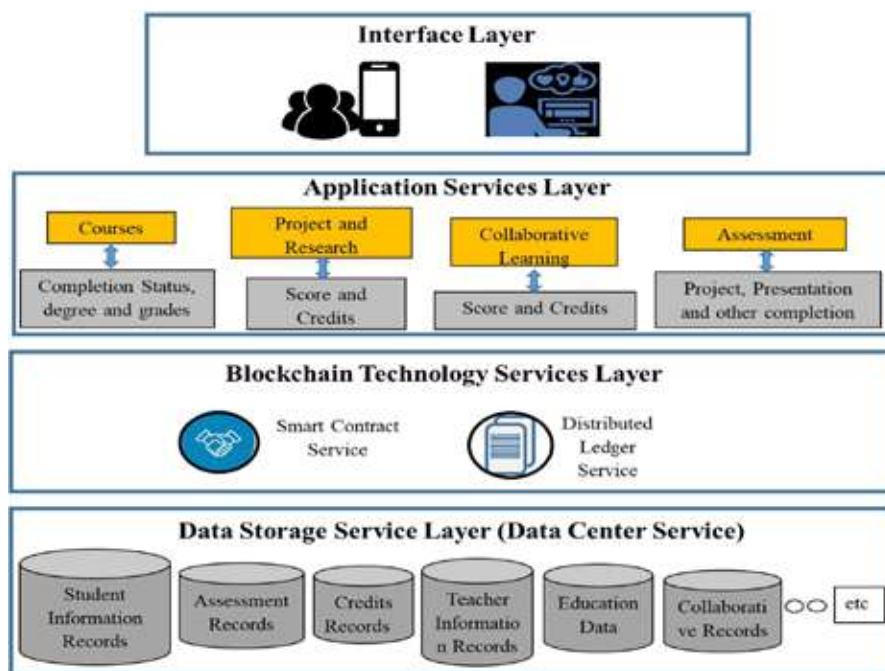 Interface Layer
Application Services Layer
Courses
Completion Status,
degree and grades
Project and
Research
Score and
Credits
Collaborative
Learning
Score and Credits
Assessment
Project, Presentation
and other completion
Blockchain Technology Services Layer
Smart Contract
Service
Distributed
Ledger
Service
Data Storage Service Layer (Data Center Service)
Student
Information
Records
Assessment
Records
Credits
Records
Teacher
Informatio
n Records
Education
Data
Collaborati
ve Records
etc